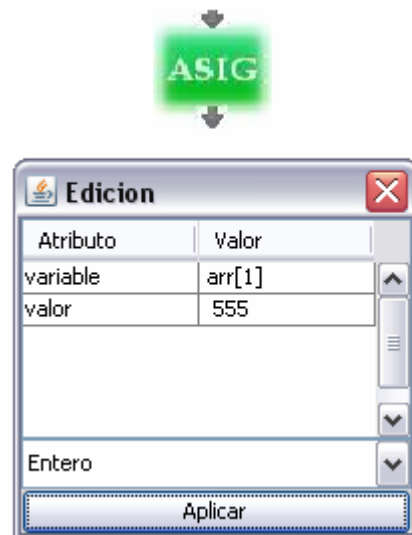 ASIG
Edicion
Atributo Valor
variable arr[1]
valor 555
Entero
Aplicar